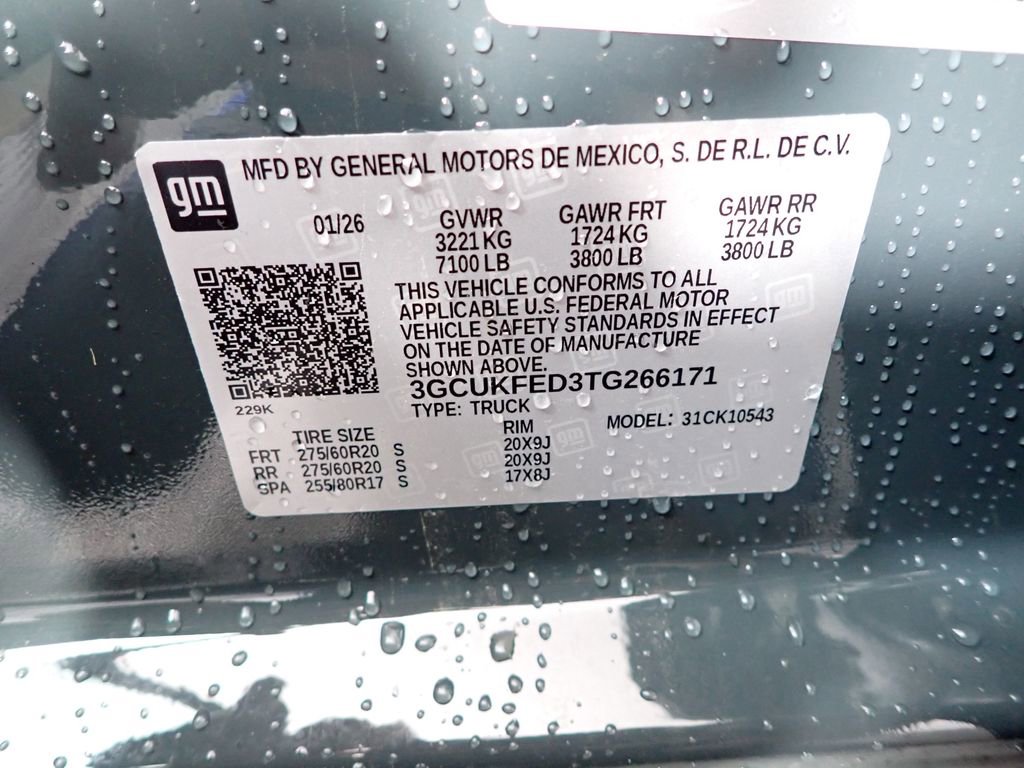 gm
MFD BY GENERAL MOTORS DE MEXICO, S. DE R.L. DE C.V.
01/26
GVWR GAWR FRT GAWR RR
3221 KG 1724 KG 1724 KG
7100 LB 3800 LB 3800 LB
THIS VEHICLE CONFORMS TO ALL
APPLICABLE U.S. FEDERAL MOTOR
VEHICLE SAFETY STANDARDS IN EFFECT
ON THE DATE OF MANUFACTURE
SHOWN ABOVE.
3GCUKFED3TG266171
229K
TYPE: TRUCK MODEL: 31CK10543
TIRE SIZE RIM
FRT 275/60R20 S 20X9J
RR 275/60R20 S 20X9J
SPA 255/80R17 S 17X8J